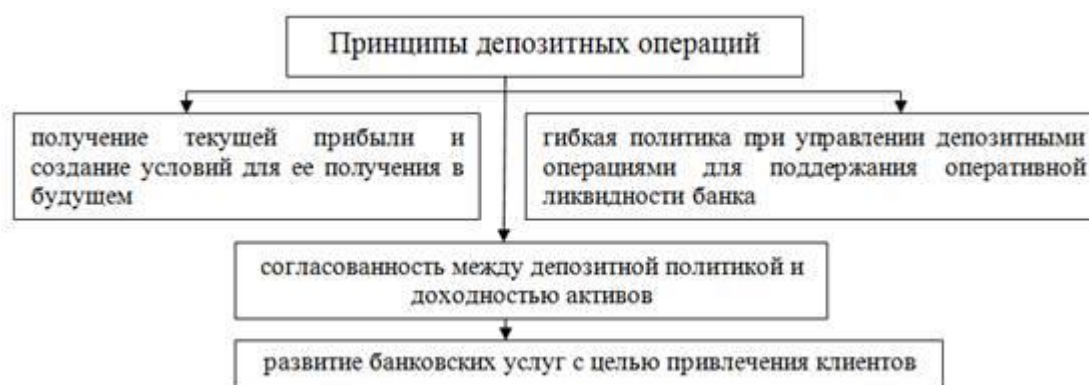 Принципы депозитных операций
получение текущей прибыли и
создание условий для ее получения в
будущем
гибкая политика при управлении депозитными
операциями для поддержания оперативной
ликвидности банка
согласованность между депозитной политикой и
доходностью активов
развитие банковских услуг с целью привлечения клиентов